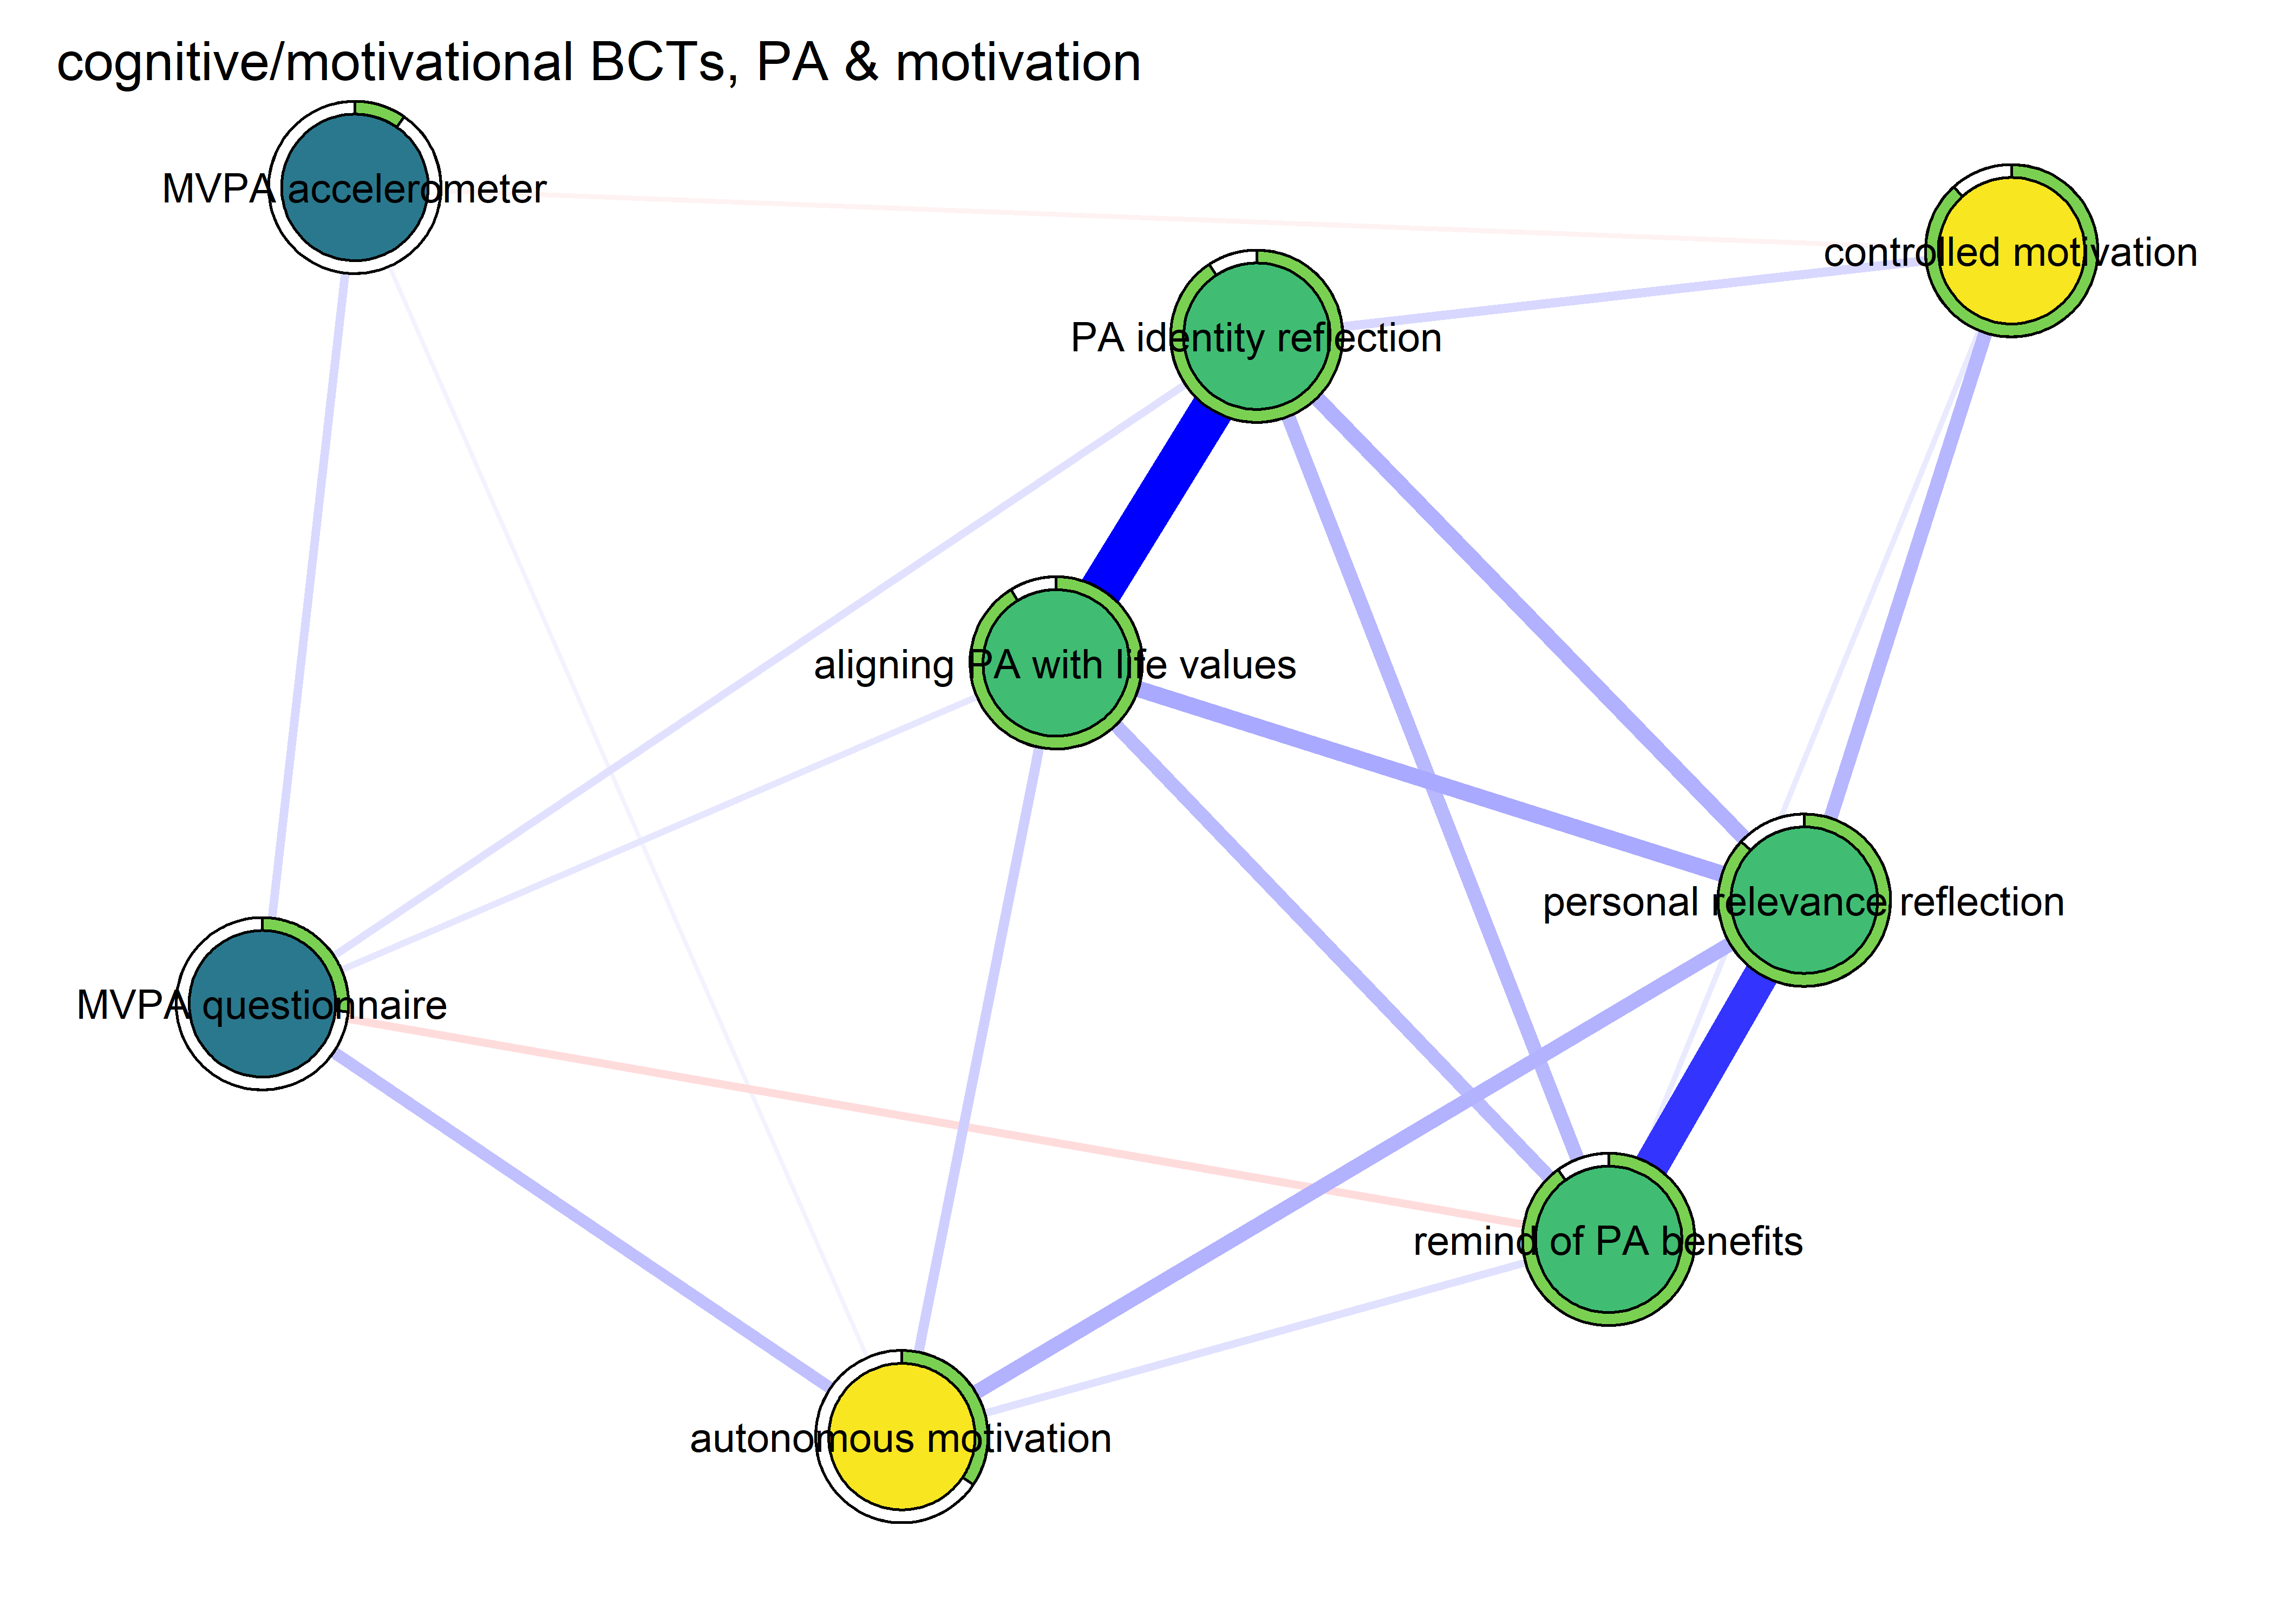 cognitive/motivational BCTs, PA & motivation
MVPA accelerometer
controlled motivation
PA identity reflection
aligning PA with life values
personal relevance reflection
MVPA questionnaire
remind of PA benefits
autonomous motivation